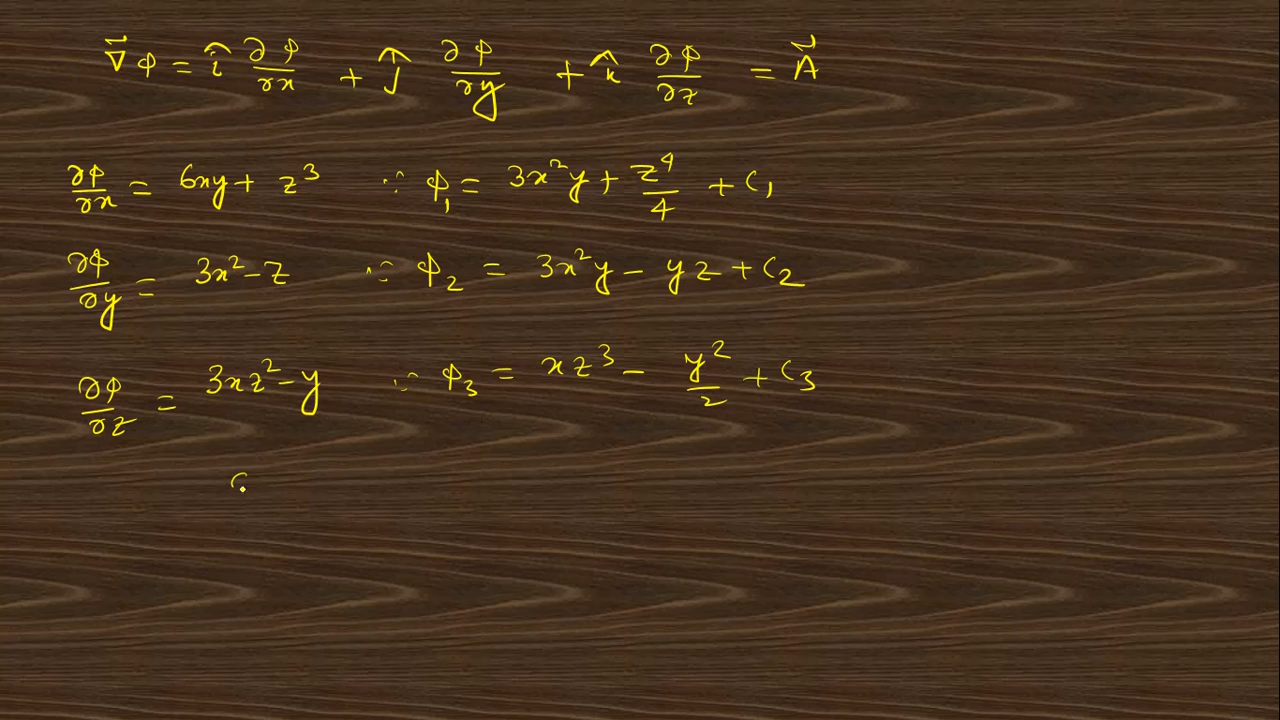 ∇⃗φ = î ∂φ/∂x + ĵ ∂φ/∂y + k̂ ∂φ/∂z = A⃗
∂φ/∂x = 6xy + z³ ∵ φ₁ = 3x²y + z⁴/4 + C₁
∂φ/∂y = 3x² - z ∵ φ₂ = 3x²y - yz + C₂
∂φ/∂z = 3xz² - y ∵ φ₃ = xz³ - y²/2 + C₃